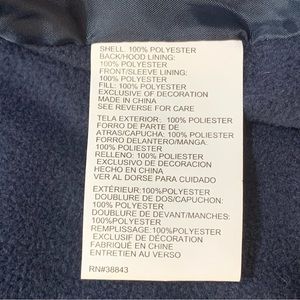 SHELL: 100% POLYESTER
BACK/HOOD LINING:
100% POLYESTER
FRONT/SLEEVE LINING:
100% POLYESTER
FILL: 100% POLYESTER
EXCLUSIVE OF DECORATION
MADE IN CHINA
SEE REVERSE FOR CARE
TELA EXTERIOR: 100% POLIESTER
FORRO DE PARTE DE
ATRAS/CAPUCHA: 100% POLIESTER
FORRO DELANTERO/MANGA:
100% POLIESTER
RELLENO: 100% POLIESTER
EXCLUSIVO DE DECORACION
HECHO EN CHINA
VER AL DORSE PARA CUIDADO
EXTÉRIEUR:100%POLYESTER
DOUBLURE DE DOS/CAPUCHON:
100%POLYESTER
DOUBLURE DE DEVANT/MANCHES:
100%POLYESTER
REMPLISSAGE:100%POLYESTER
EXCLUSIF DE DÉCORATION
FABRIQUÉ EN CHINE
ENTRETIEN AU VERSO
RN#38843